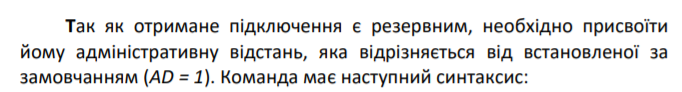 Так як отримане підключення є резервним, необхідно присвоїти
йому адміністративну відстань, яка відрізняється від встановленої за
замовчанням (AD = 1). Команда має наступний синтаксис: